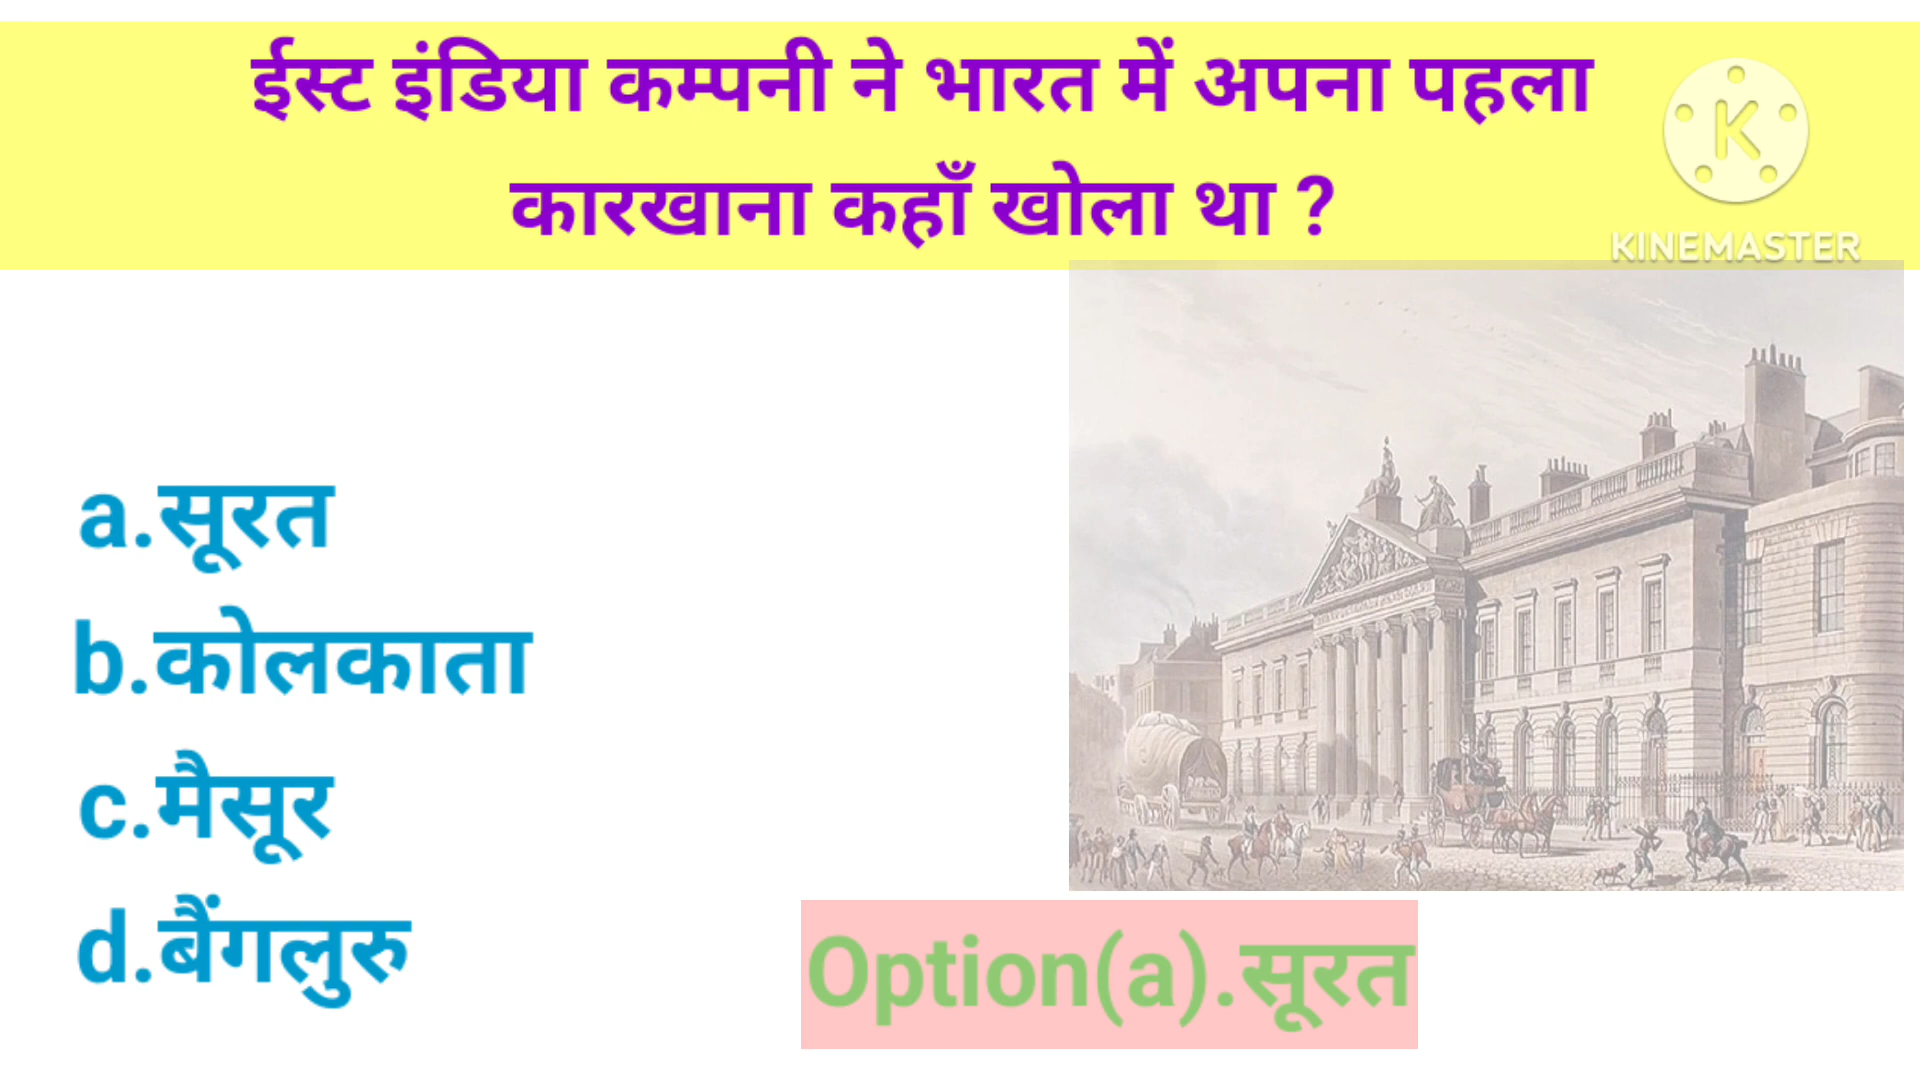 ईस्ट इंडिया कम्पनी ने भारत में अपना पहला
कारखाना कहाँ खोला था ?
K
KINEMASTER
a.सूरत
b.कोलकाता
c.मैसूर
d.बैंगलुरु
Option(a).सूरत